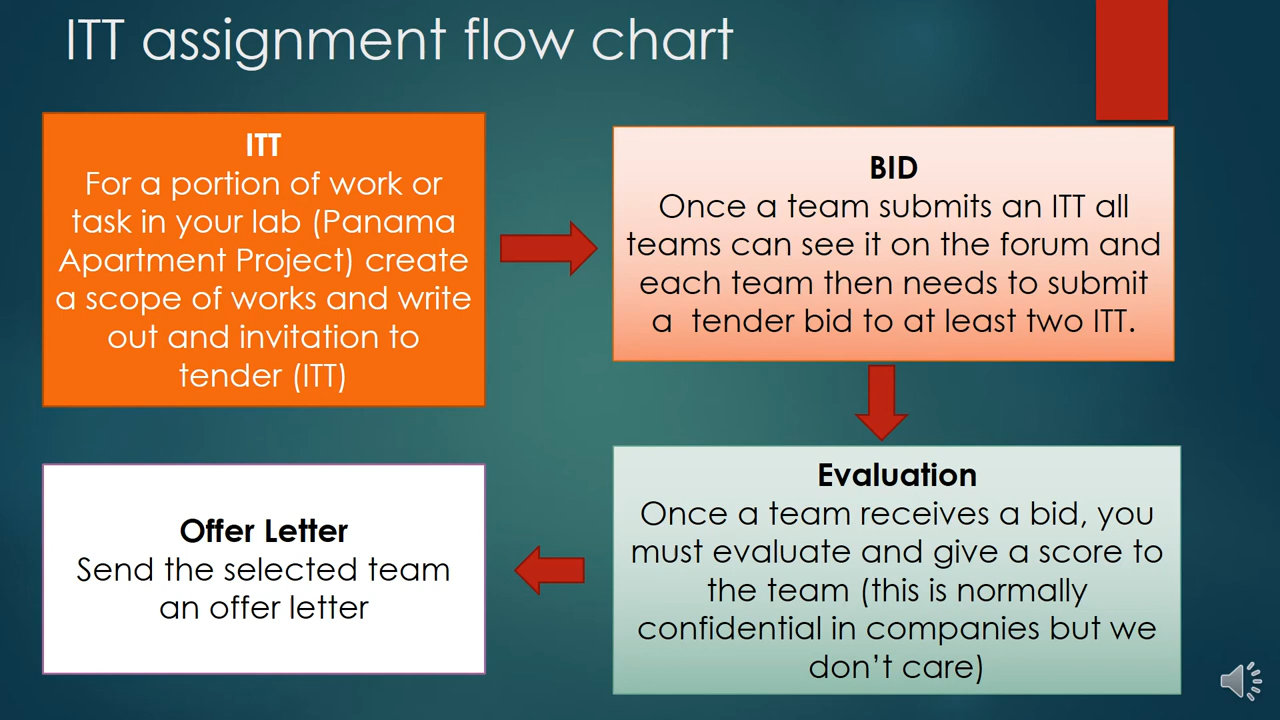 ITT assignment flow chart
ITT
For a portion of work or
task in your lab (Panama
Apartment Project) create
a scope of works and write
out and invitation to
tender (ITT)
BID
Once a team submits an ITT all
teams can see it on the forum and
each team then needs to submit
a tender bid to at least two ITT.
Evaluation
Once a team receives a bid, you
must evaluate and give a score to
the team (this is normally
confidential in companies but we
don't care)
Offer Letter
Send the selected team
an offer letter